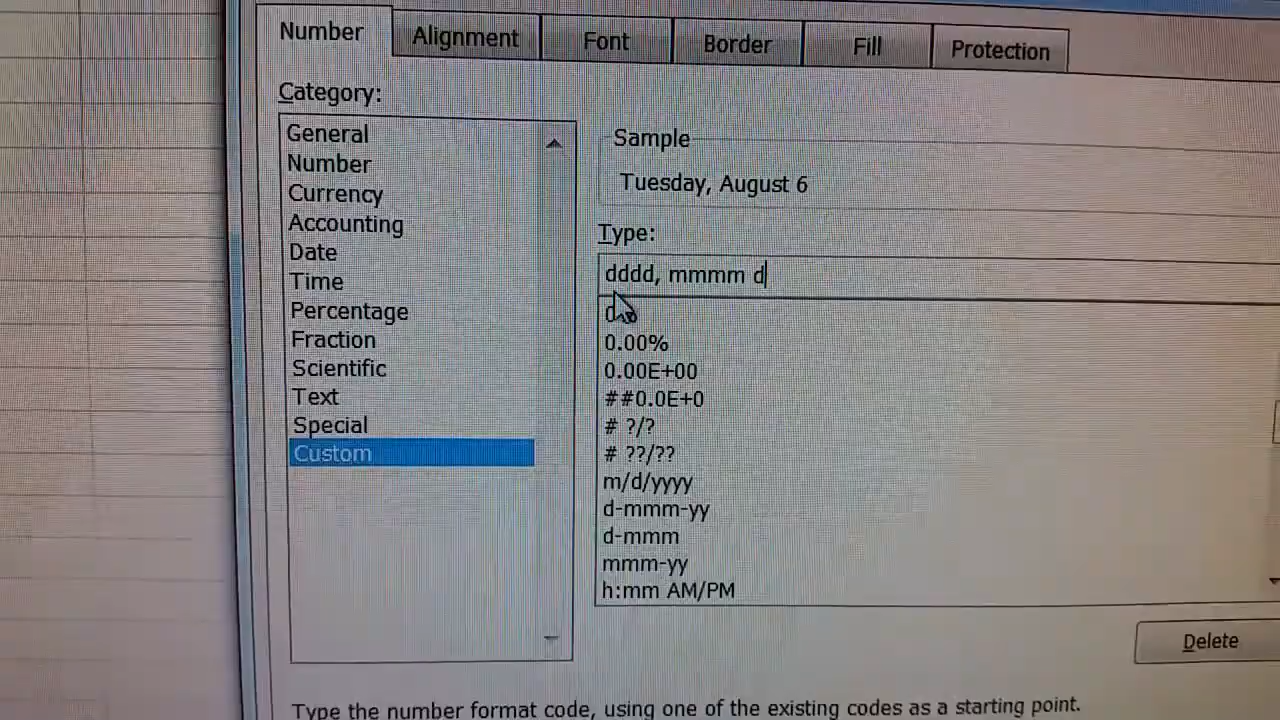 Number Alignment Font Border Fill Protection
Category:
General
Number
Currency
Accounting
Date
Time
Percentage
Fraction
Scientific
Text
Special
Custom
Sample
Tuesday, August 6
Type:
dddd, mmmm d
0.00%
0.00E+00
##0.0E+0
# ?/?
# ??/??
m/d/yyyy
d-mmm-yy
d-mmm
mmm-yy
h:mm AM/PM
Delete
Type the number format code, using one of the existing codes as a starting point.